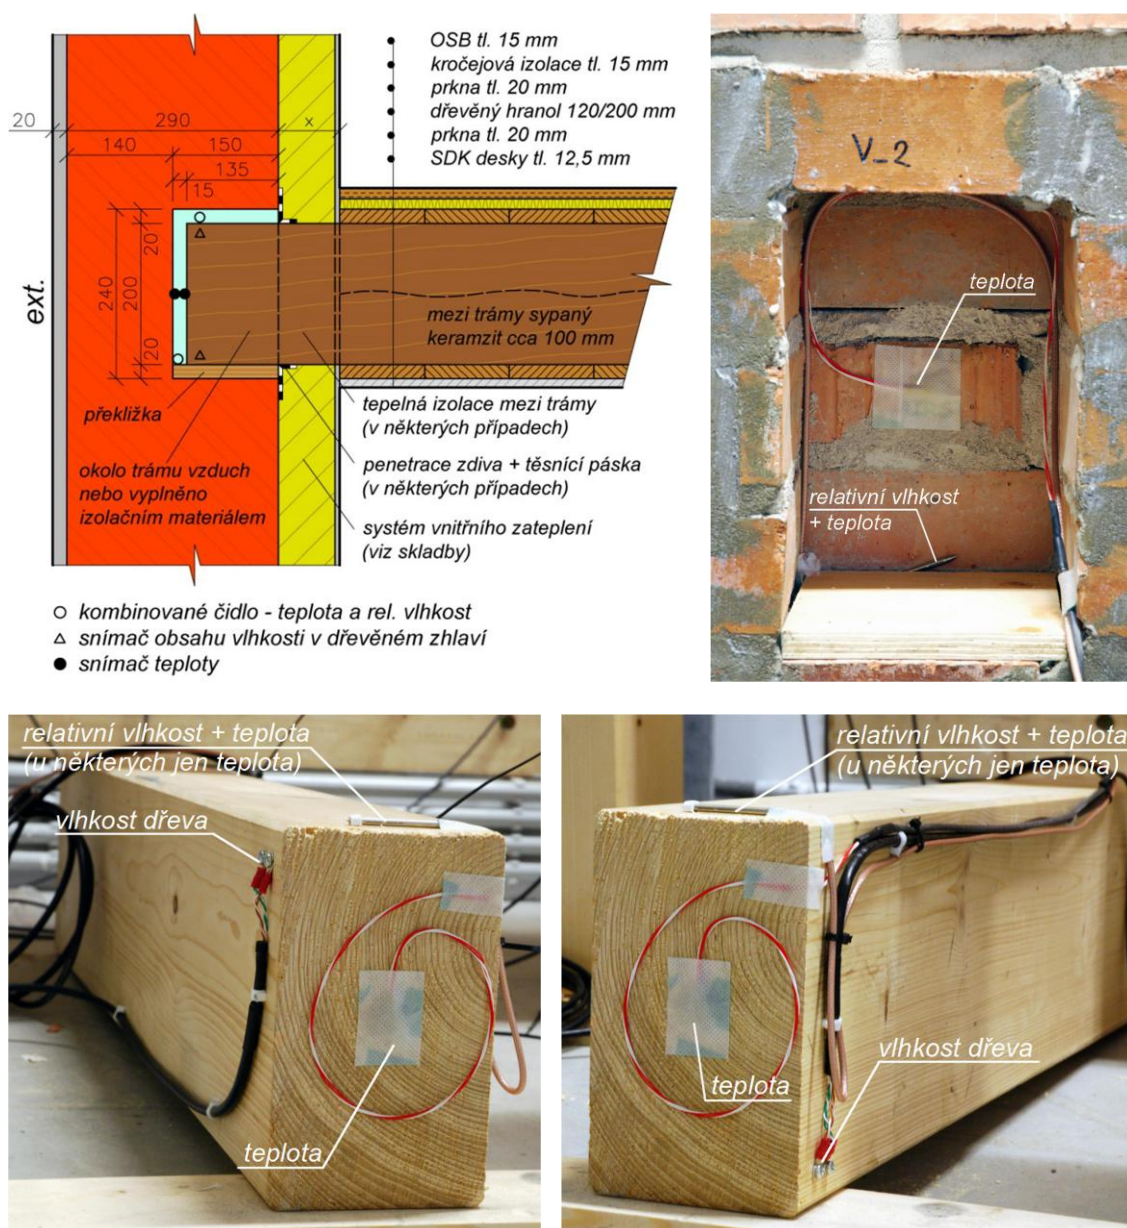 OSB tl. 15 mm
kročejová izolace tl. 15 mm
prkna tl. 20 mm
dřevěný hranol 120/200 mm
prkna tl. 20 mm
SDK desky tl. 12,5 mm
20
290
x
140
150
135
15
240
200
20
20
ext.
mezi trámy sypaný
keramzit cca 100 mm
překližka
okolo trámu vzduch
nebo vyplněno
izolačním materiálem
tepelná izolace mezi trámy
(v některých případech)
penetrace zdiva + těsnící páska
(v některých případech)
systém vnitřního zateplení
(viz skladby)
kombinované čidlo - teplota a rel. vlhkost
snímač obsahu vlhkosti v dřevěném zhlaví
snímač teploty
V-2
teplota
relativní vlhkost
+ teplota
relativní vlhkost + teplota
(u některých jen teplota)
vlhkost dřeva
teplota
relativní vlhkost + teplota
(u některých jen teplota)
vlhkost dřeva
teplota